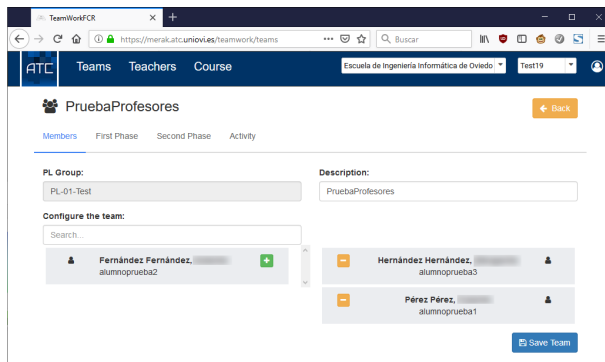 TeamWorkFCR
https://merak.atc.uniovi.es/teamwork/teams
Buscar
ATC
Teams Teachers Course
Escuela de Ingeniería Informática de Oviedo
Test19
PruebaProfesores
Back
Members First Phase Second Phase Activity
PL Group:
PL-01-Test
Description:
PruebaProfesores
Configure the team:
Search...
Fernández Fernández,
alumnoprueba2
Hernández Hernández,
alumnoprueba3
Pérez Pérez,
alumnoprueba1
Save Team